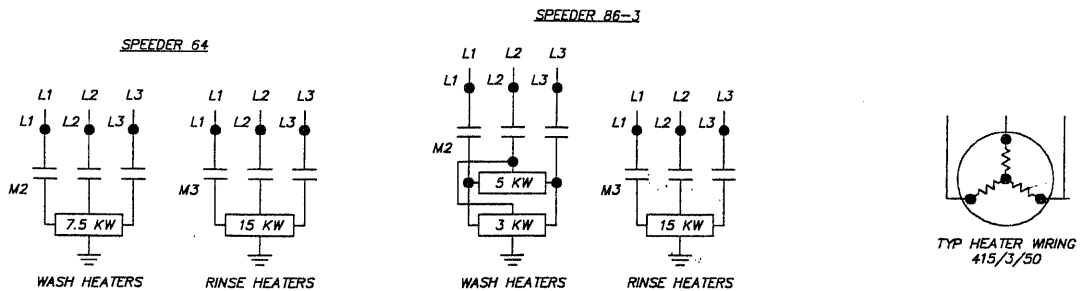 SPEEDER 86-3
SPEEDER 64
L1 L2 L3
L1 L2 L3
M2
7.5 KW
WASH HEATERS
L1 L2 L3
L1 L2 L3
M3
15 KW
RINSE HEATERS
L1 L2 L3
L1 L2 L3
M2
5 KW
3 KW
WASH HEATERS
L1 L2 L3
L1 L2 L3
M3
15 KW
RINSE HEATERS
TYP HEATER WIRING
415/3/50